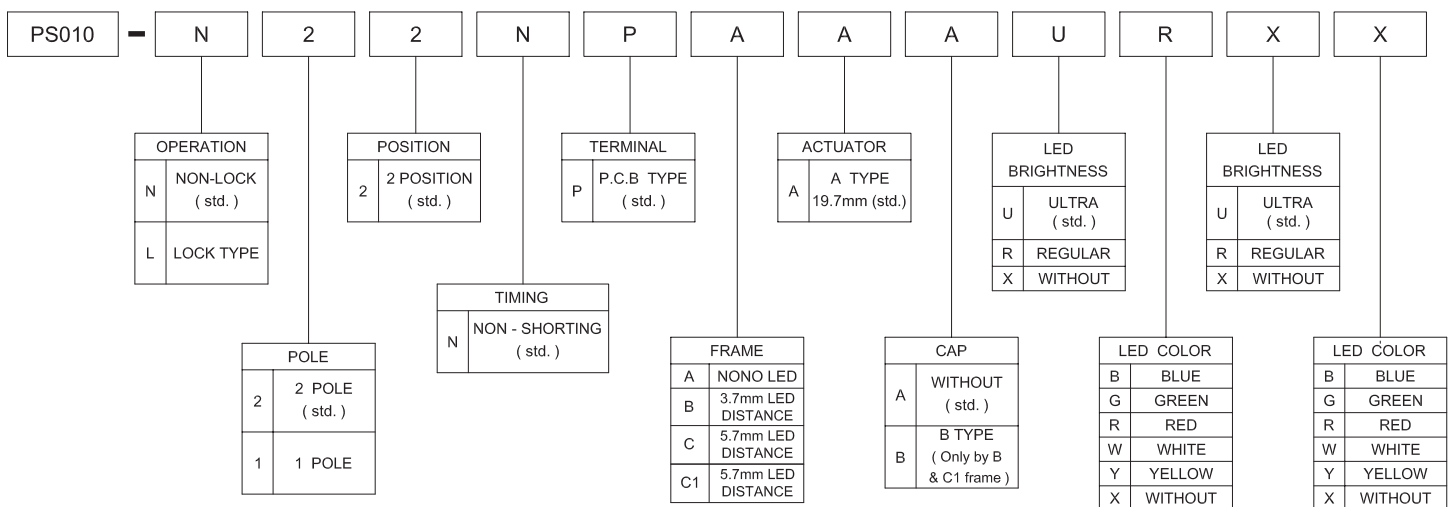 PS010 - N 2 2 N P A A A U R X X
OPERATION
N NON-LOCK
( std. )
L LOCK TYPE
POLE
2 2 POLE
( std. )
1 1 POLE
POSITION
2 2 POSITION
( std. )
TIMING
N NON - SHORTING
( std. )
TERMINAL
P P.C.B TYPE
( std. )
FRAME
A NONO LED
B 3.7mm LED
DISTANCE
C 5.7mm LED
DISTANCE
C1 5.7mm LED
DISTANCE
ACTUATOR
A A TYPE
19.7mm (std.)
CAP
A WITHOUT
( std. )
B B TYPE
( Only by B
& C1 frame )
LED
BRIGHTNESS
U ULTRA
( std. )
R REGULAR
X WITHOUT
LED COLOR
B BLUE
G GREEN
R RED
W WHITE
Y YELLOW
X WITHOUT
LED
BRIGHTNESS
U ULTRA
( std. )
R REGULAR
X WITHOUT
LED COLOR
B BLUE
G GREEN
R RED
W WHITE
Y YELLOW
X WITHOUT